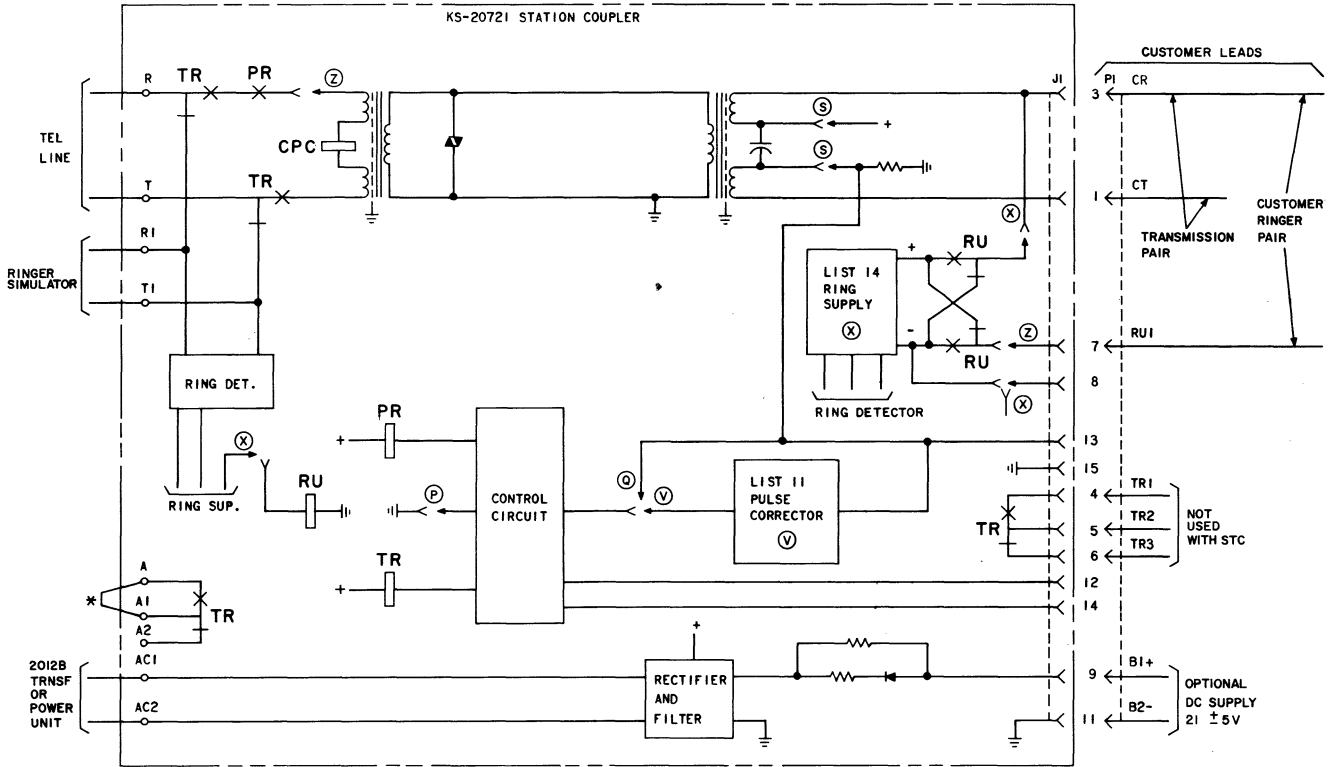 KS-20721 STATION COUPLER
CUSTOMER LEADS
R
TR
PR
Z
J1
P1
CR
3
TEL
LINE
CPC
S
+
S
T
TR
1
CT
TRANSMISSION
PAIR
CUSTOMER
RINGER
PAIR
X
R1
RINGER
SIMULATOR
T1
LIST 14
RING
SUPPLY
X
+
-
RU
RU
Z
7
RU1
8
X
RING DETECTOR
RING DET.
X
RING SUP.
RU
PR
+
P
CONTROL
CIRCUIT
TR
+
Q
V
LIST 11
PULSE
CORRECTOR
V
13
15
TR
4
TR1
5
TR2
6
TR3
NOT
USED
WITH STC
12
14
A
*
A1
A2
TR
2012B
TRNSF
OR
POWER
UNIT
AC1
AC2
+
RECTIFIER
AND
FILTER
9
B1+
11
B2-
OPTIONAL
DC SUPPLY
21 ± 5V